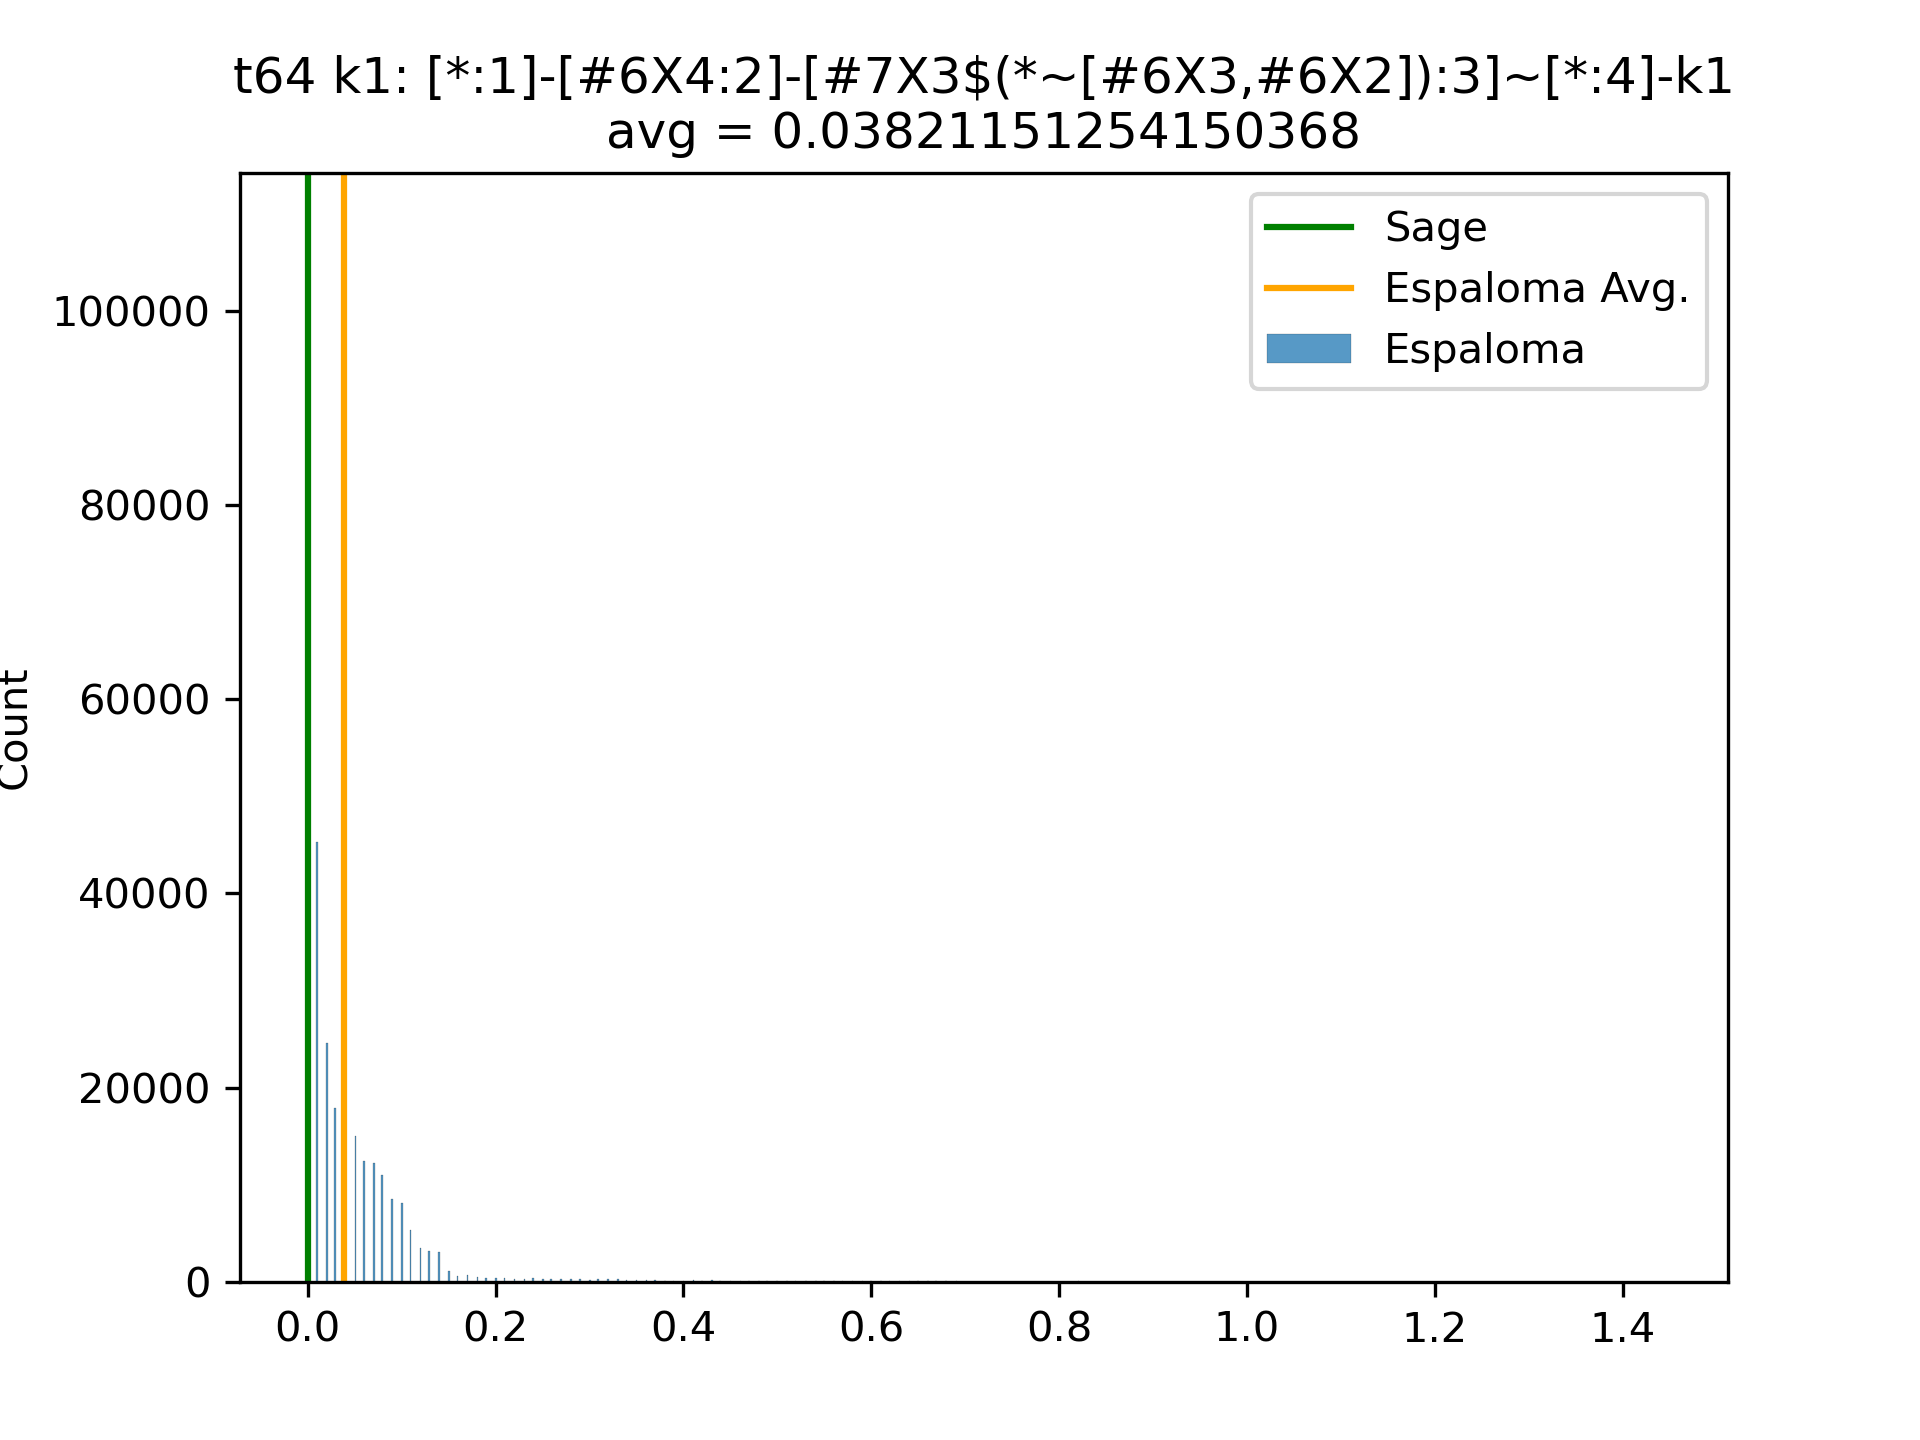 t64 k1: [*:1]-[#6X4:2]-[#7X3$(*~[#6X3,#6X2]):3]~[*:4]-k1
avg = 0.03821151254150368
Sage
Espaloma Avg.
Espaloma
100000
80000
60000
40000
20000
0
Count
0.0 0.2 0.4 0.6 0.8 1.0 1.2 1.4